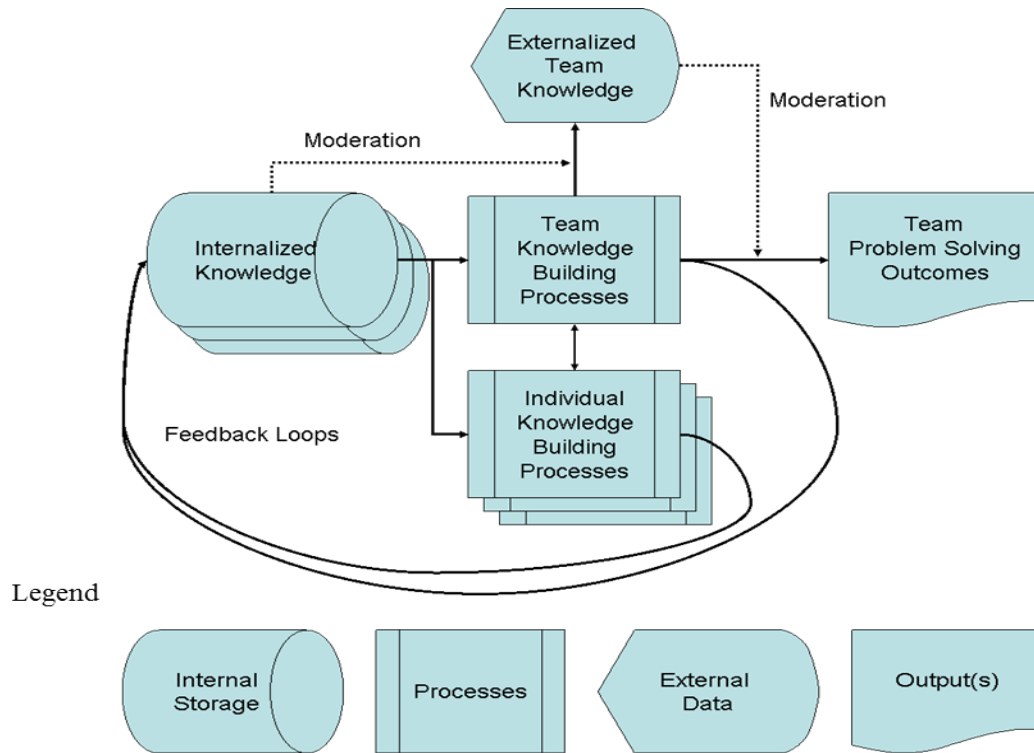 Externalized
Team
Knowledge
Moderation
Moderation
Internalized
Knowledge
Team
Knowledge
Building
Processes
Team
Problem Solving
Outcomes
Individual
Knowledge
Building
Processes
Feedback Loops
Legend
Internal
Storage
Processes
External
Data
Output(s)